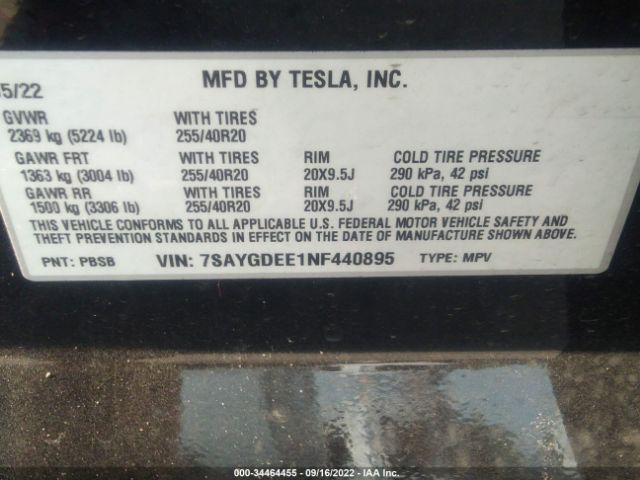 5/22 MFD BY TESLA, INC.
GVWR WITH TIRES
2369 kg (5224 lb) 255/40R20
GAWR FRT WITH TIRES RIM COLD TIRE PRESSURE
1363 kg (3004 lb) 255/40R20 20X9.5J 290 kPa, 42 psi
GAWR RR WITH TIRES RIM COLD TIRE PRESSURE
1500 kg (3306 lb) 255/40R20 20X9.5J 290 kPa, 42 psi
THIS VEHICLE CONFORMS TO ALL APPLICABLE U.S. FEDERAL MOTOR VEHICLE SAFETY AND
THEFT PREVENTION STANDARDS IN EFFECT ON THE DATE OF MANUFACTURE SHOWN ABOVE.
PNT: PBSB VIN: 7SAYGDEE1NF440895 TYPE: MPV
000-34464455 - 09/16/2022 - IAA Inc.